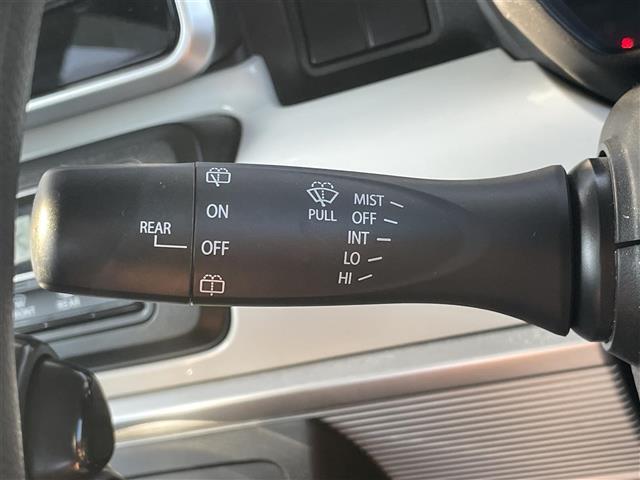 REAR
ON
OFF
PULL
MIST
OFF
INT
LO
HI